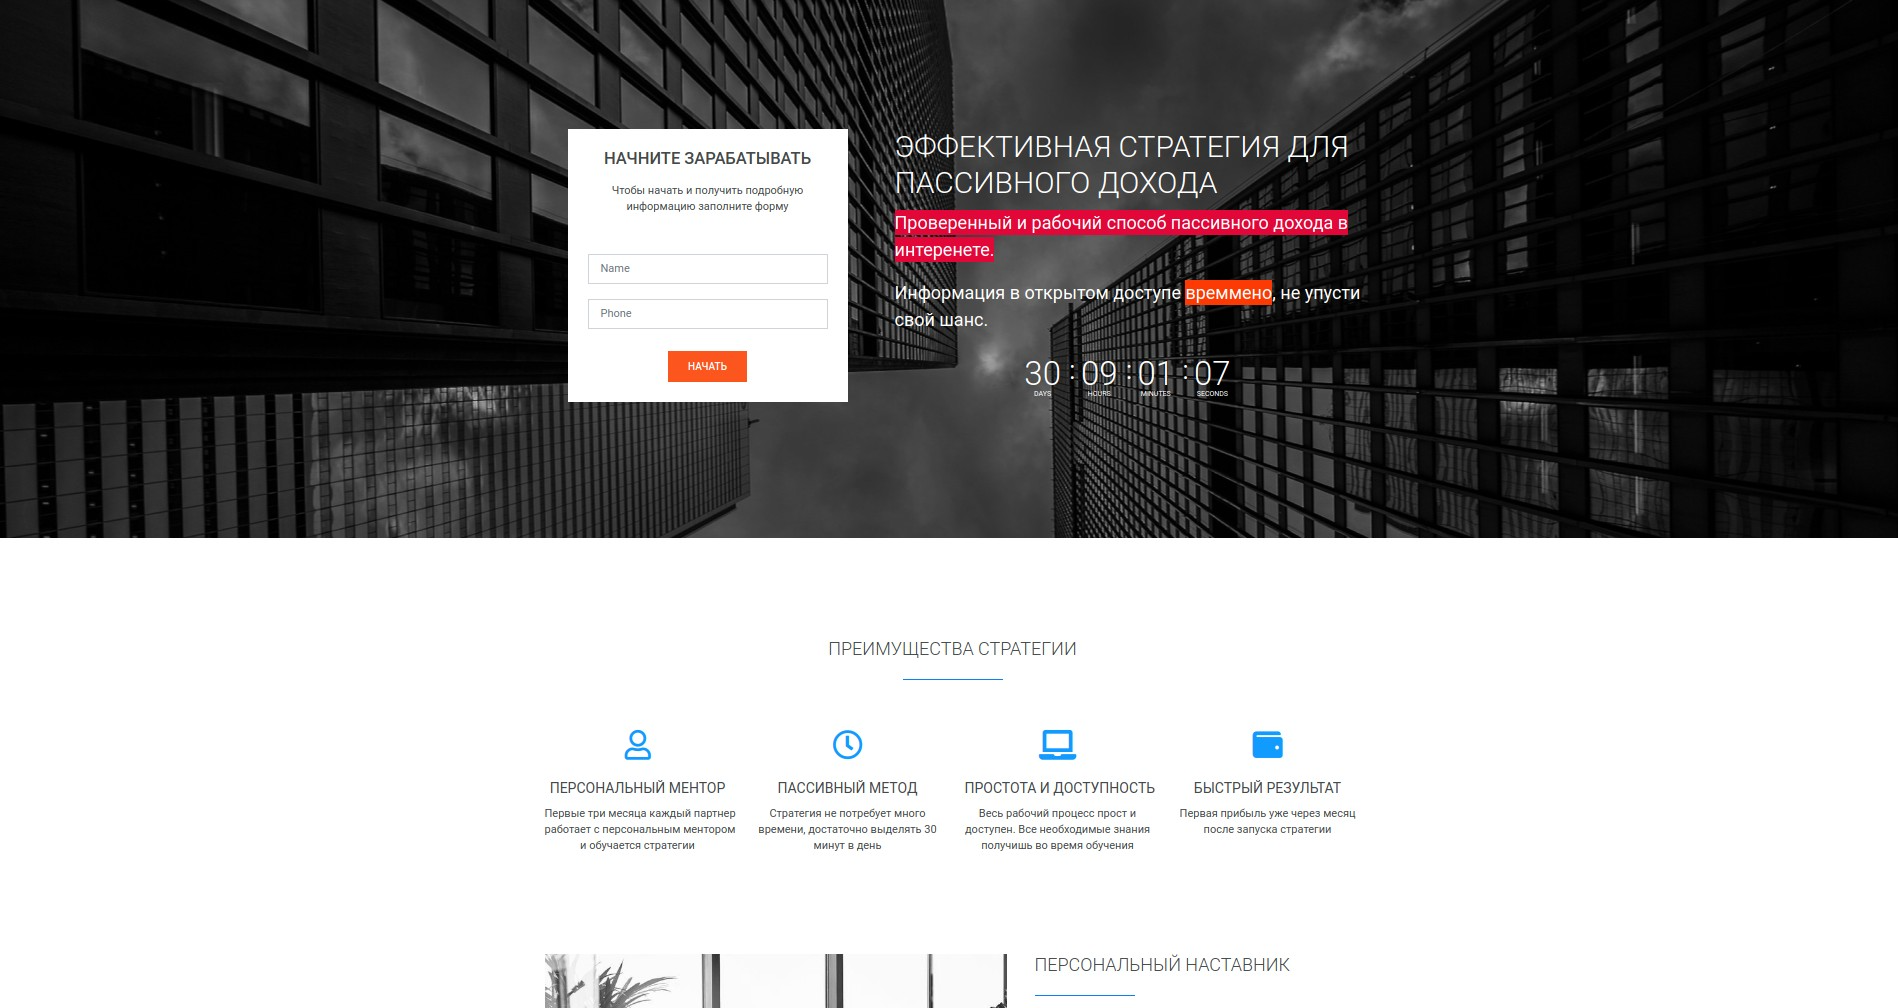 НАЧНИТЕ ЗАРАБАТЫВАТЬ
Чтобы начать и получить подробную
информацию заполните форму
Name
Phone
НАЧАТЬ
ЭФФЕКТИВНАЯ СТРАТЕГИЯ ДЛЯ
ПАССИВНОГО ДОХОДА
Проверенный и рабочий способ пассивного дохода в
интеренете.
Информация в открытом доступе времмено, не упусти
свой шанс.
30 : 09 : 01 : 07
DAYS HOURS MINUTES SECONDS
ПРЕИМУЩЕСТВА СТРАТЕГИИ
ПЕРСОНАЛЬНЫЙ МЕНТОР
Первые три месяца каждый партнер
работает с персональным ментором
и обучается стратегии
ПАССИВНЫЙ МЕТОД
Стратегия не потребует много
времени, достаточно выделять 30
минут в день
ПРОСТОТА И ДОСТУПНОСТЬ
Весь рабочий процесс прост и
доступен. Все необходимые знания
получишь во время обучения
БЫСТРЫЙ РЕЗУЛЬТАТ
Первая прибыль уже через месяц
после запуска стратегии
ПЕРСОНАЛЬНЫЙ НАСТАВНИК